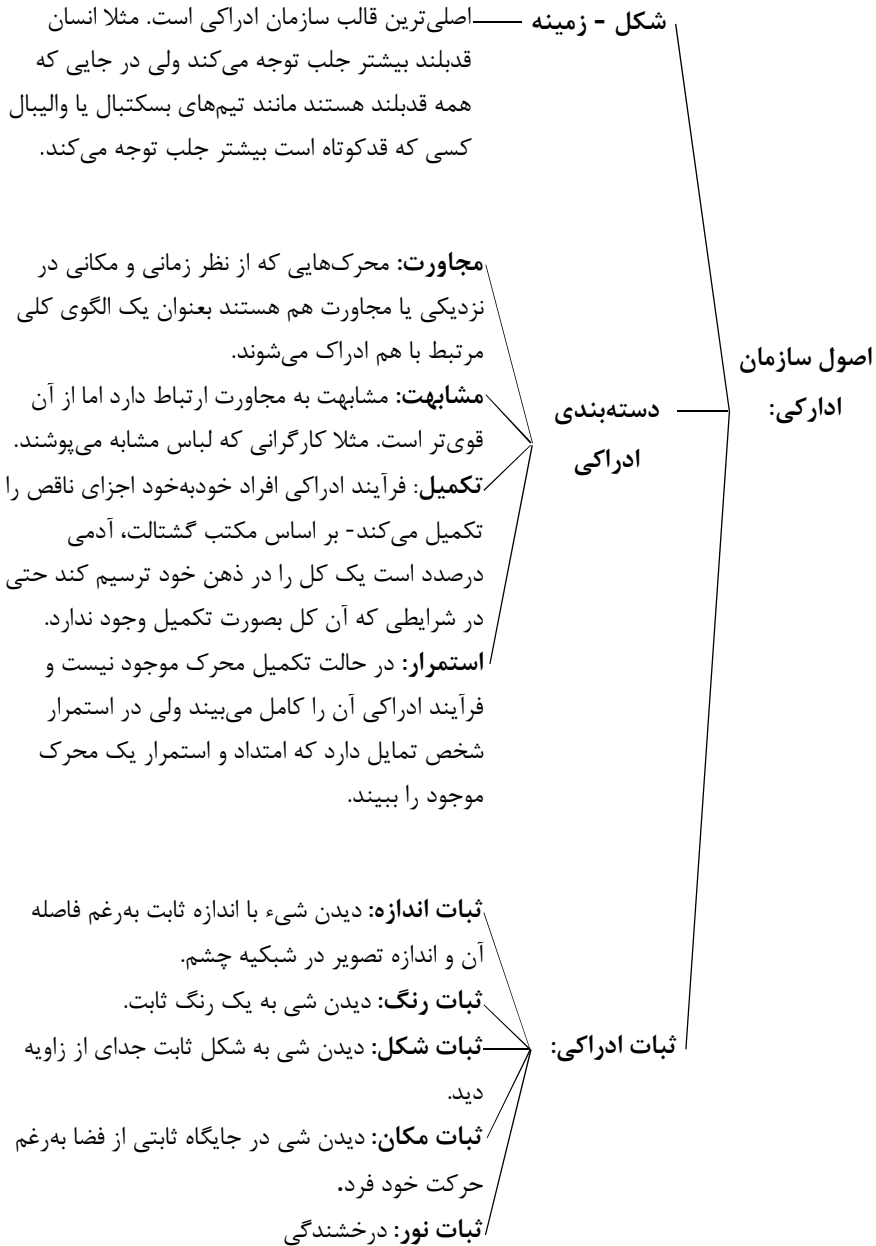 اصول سازمان
ادارکی:
شکل - زمینه
اصلی‌ترین قالب سازمان ادراکی است. مثلا انسان
قدبلند بیشتر جلب توجه می‌کند ولی در جایی که
همه قدبلند هستند مانند تیم‌های بسکتبال یا والیبال
کسی که قدکوتاه است بیشتر جلب توجه می‌کند.
دسته‌بندی
ادراکی
مجاورت: محرک‌هایی که از نظر زمانی و مکانی در
نزدیکی یا مجاورت هم هستند بعنوان یک الگوی کلی
مرتبط با هم ادراک می‌شوند.
مشابهت: مشابهت به مجاورت ارتباط دارد اما از آن
قوی‌تر است. مثلا کارگرانی که لباس مشابه می‌پوشند.
تکمیل: فرآیند ادراکی افراد خودبه‌خود اجزای ناقص را
تکمیل می‌کند- بر اساس مکتب گشتالت، آدمی
درصدد است یک کل را در ذهن خود ترسیم کند حتی
در شرایطی که آن کل بصورت تکمیل وجود ندارد.
استمرار: در حالت تکمیل محرک موجود نیست و
فرآیند ادراکی آن را کامل می‌بیند ولی در استمرار
شخص تمایل دارد که امتداد و استمرار یک محرک
موجود را ببیند.
ثبات ادراکی:
ثبات اندازه: دیدن شیء با اندازه ثابت به‌رغم فاصله
آن و اندازه تصویر در شبکیه چشم.
ثبات رنگ: دیدن شی به یک رنگ ثابت.
ثبات شکل: دیدن شی به شکل ثابت جدای از زاویه
دید.
ثبات مکان: دیدن شی در جایگاه ثابتی از فضا به‌رغم
حرکت خود فرد.
ثبات نور: درخشندگی